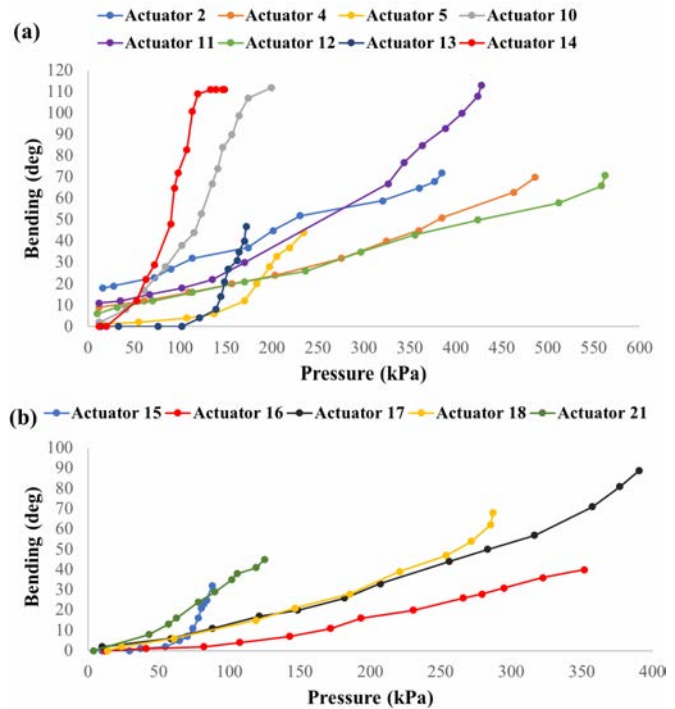 (a)
Actuator 2 Actuator 4 Actuator 5 Actuator 10
Actuator 11 Actuator 12 Actuator 13 Actuator 14
120
110
100
90
80
70
60
50
40
30
20
10
0
Bending (deg)
0 50 100 150 200 250 300 350 400 450 500 550 600
Pressure (kPa)
(b)
Actuator 15 Actuator 16 Actuator 17 Actuator 18 Actuator 21
100
90
80
70
60
50
40
30
20
10
0
Bending (deg)
0 50 100 150 200 250 300 350 400
Pressure (kPa)